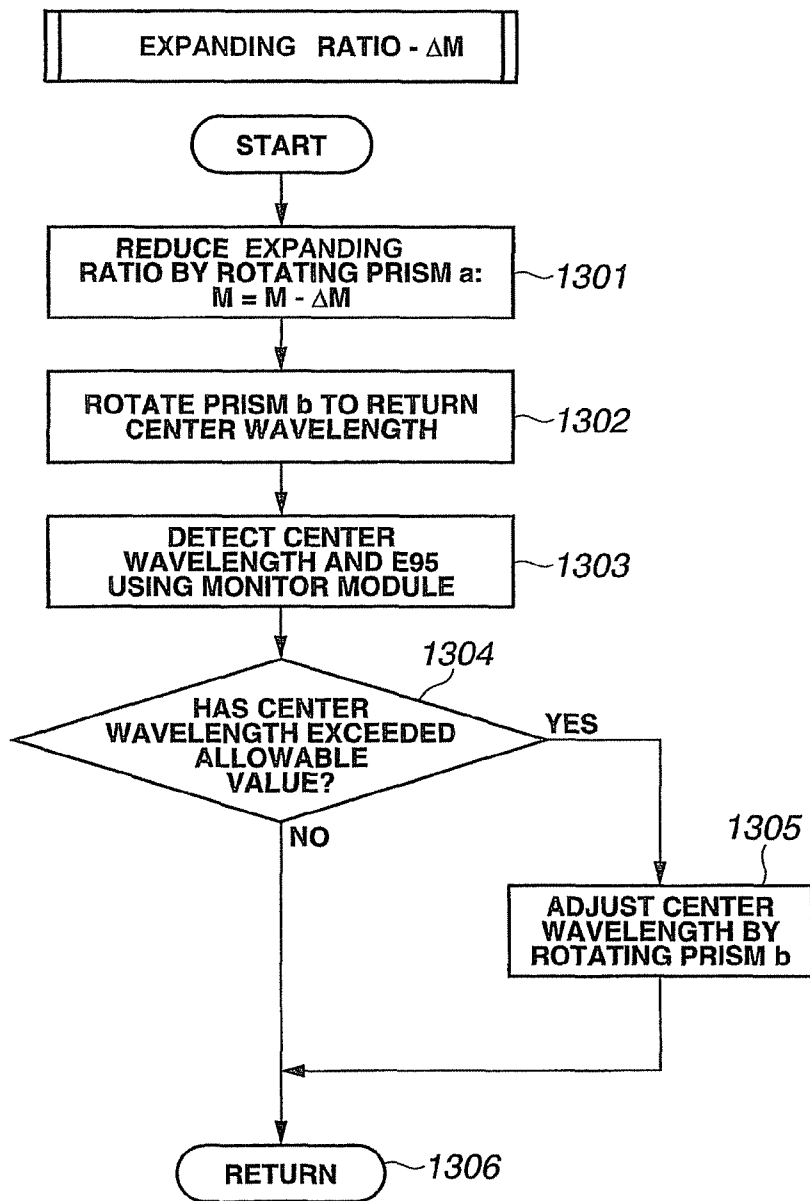 EXPANDING RATIO - ΔM
START
REDUCE EXPANDING
RATIO BY ROTATING PRISM a:
M = M - ΔM
1301
ROTATE PRISM b TO RETURN
CENTER WAVELENGTH
1302
DETECT CENTER
WAVELENGTH AND E95
USING MONITOR MODULE
1303
1304
HAS CENTER
WAVELENGTH EXCEEDED
ALLOWABLE
VALUE?
YES
NO
1305
ADJUST CENTER
WAVELENGTH BY
ROTATING PRISM b
RETURN
1306